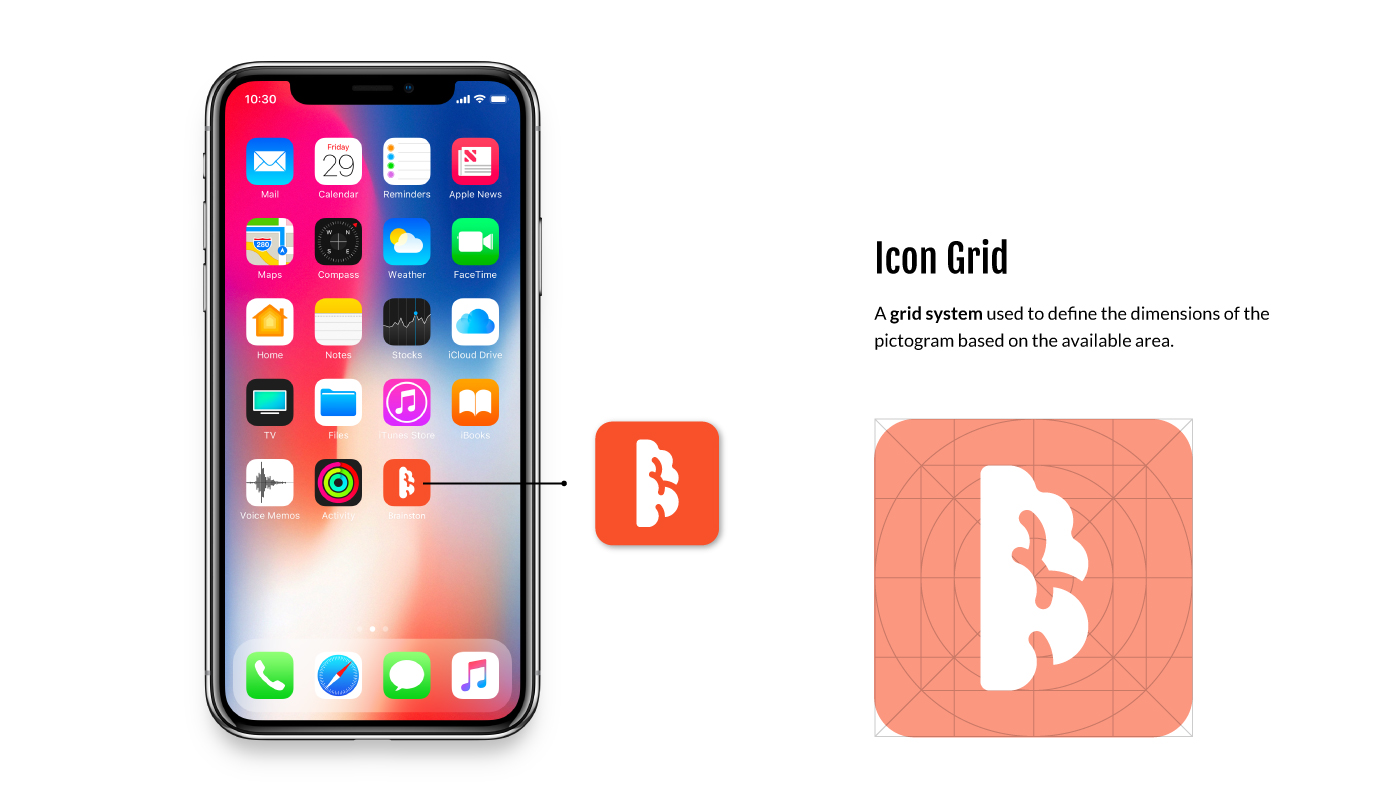 10:30
Friday
29
Mail
Calendar
Reminders
Apple News
280
N
W
E
S
Maps
Compass
Weather
FaceTime
Home
Notes
Stocks
iCloud Drive
TV
Files
iTunes Store
iBooks
Voice Memos
Activity
Icon Grid
A grid system used to define the dimensions of the
pictogram based on the available area.